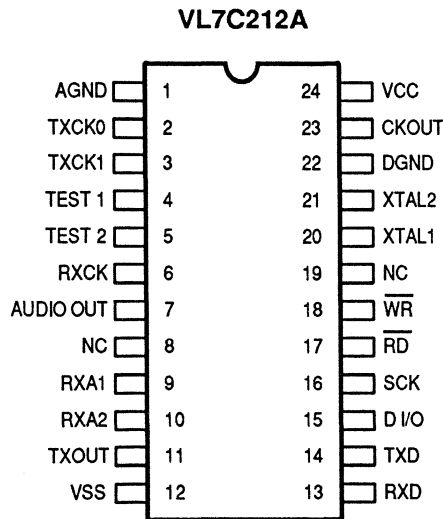 VL7C212A
AGND 1 24 VCC
TXCK0 2 23 CKOUT
TXCK1 3 22 DGND
TEST 1 4 21 XTAL2
TEST 2 5 20 XTAL1
RXCK 6 19 NC
AUDIO OUT 7 18 W̅R̅
NC 8 17 R̅D̅
RXA1 9 16 SCK
RXA2 10 15 D I/O
TXOUT 11 14 TXD
VSS 12 13 RXD